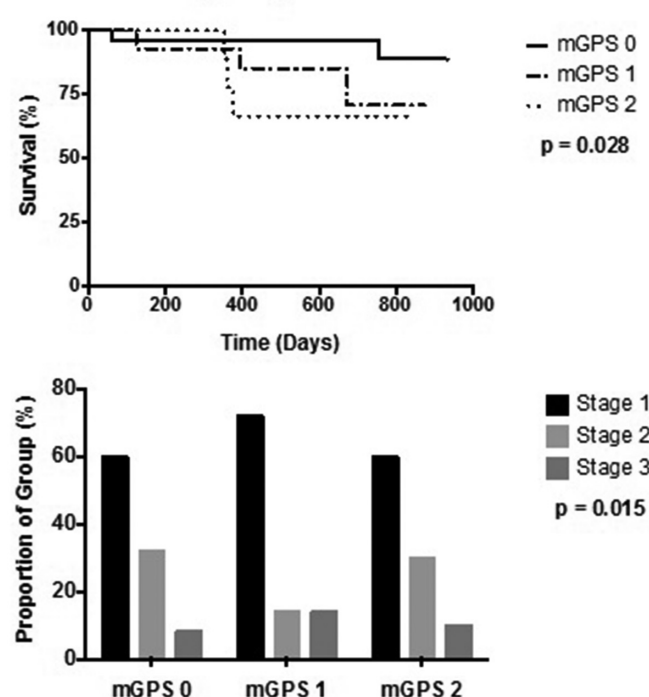 100
75
50
25
0
Survival (%)
0 200 400 600 800 1000
Time (Days)
mGPS 0
mGPS 1
mGPS 2
p = 0.028
80
60
40
20
0
Proportion of Group (%)
mGPS 0 mGPS 1 mGPS 2
Stage 1
Stage 2
Stage 3
p = 0.015